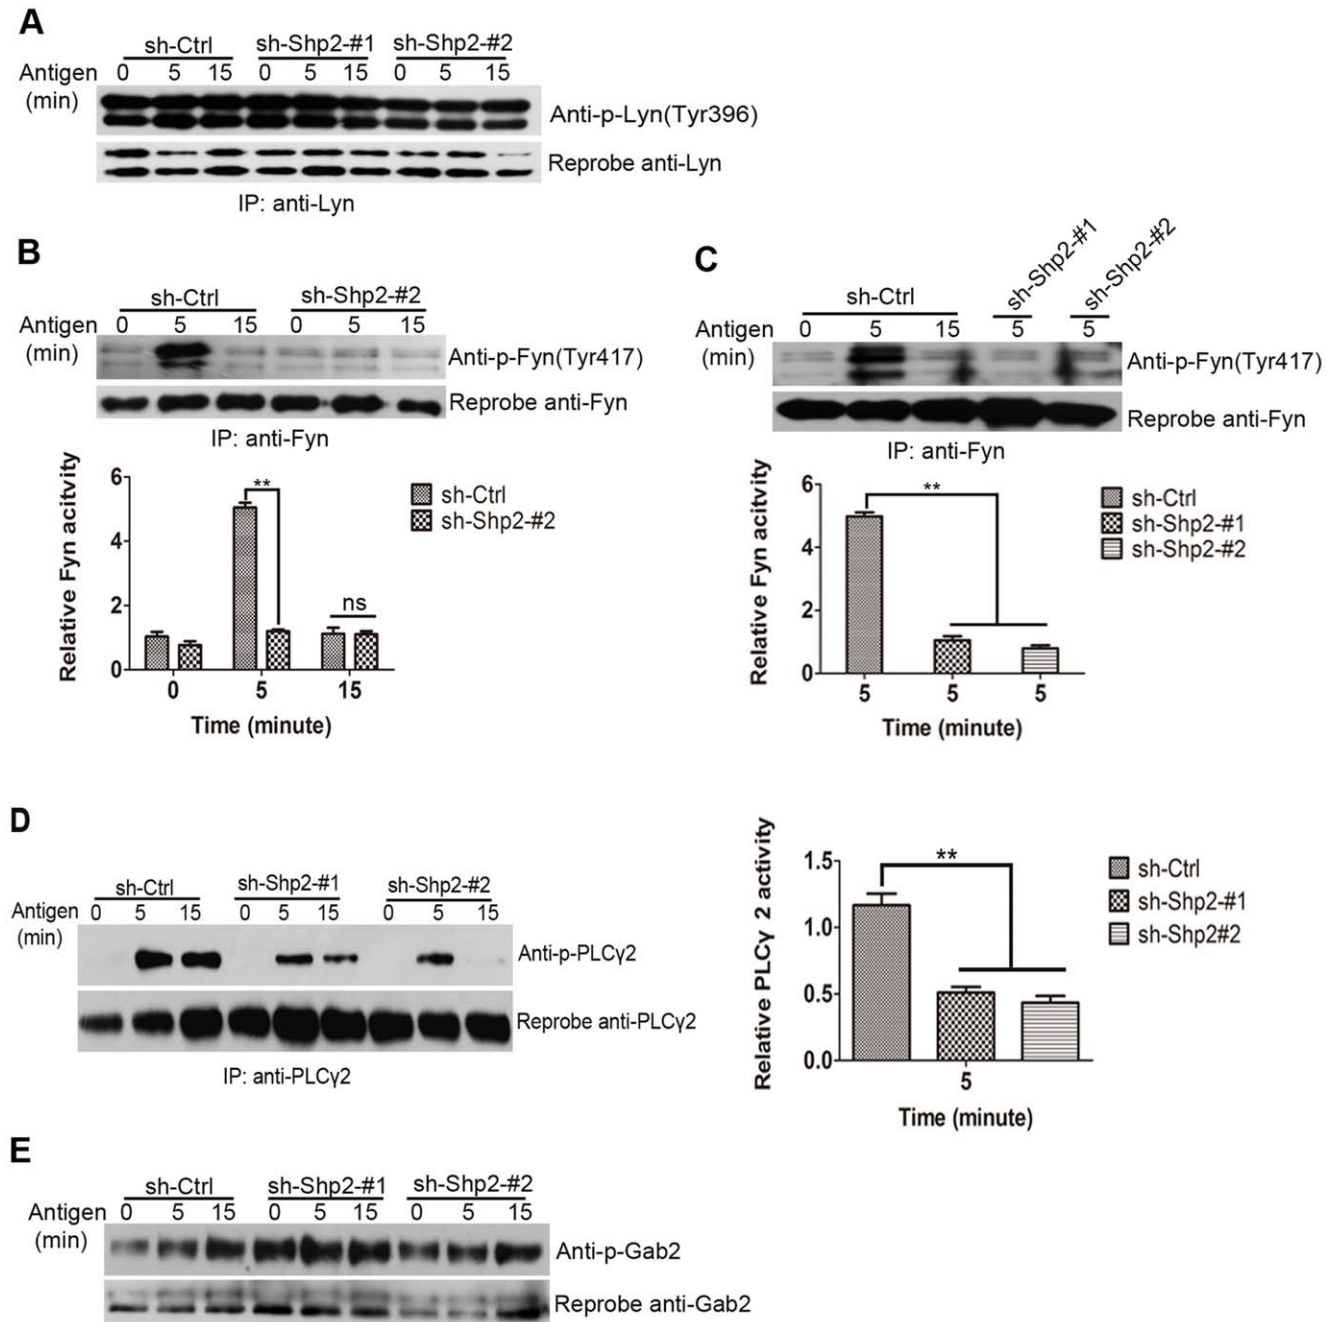 A
sh-Ctrl sh-Shp2-#1 sh-Shp2-#2
Antigen 0 5 15 0 5 15 0 5 15
(min)
Anti-p-Lyn(Tyr396)
Reprobe anti-Lyn
IP: anti-Lyn
B
sh-Ctrl sh-Shp2-#2
Antigen 0 5 15 0 5 15
(min)
Anti-p-Fyn(Tyr417)
Reprobe anti-Fyn
IP: anti-Fyn
Relative Fyn acitvity
6
4
2
0
**
ns
0 5 15
Time (minute)
sh-Ctrl
sh-Shp2-#2
C
sh-Ctrl sh-Shp2-#1 sh-Shp2-#2
Antigen 0 5 15 5 5
(min)
Anti-p-Fyn(Tyr417)
Reprobe anti-Fyn
IP: anti-Fyn
Relative Fyn acitvity
6
4
2
0
**
5 5 5
Time (minute)
sh-Ctrl
sh-Shp2-#1
sh-Shp2-#2
D
sh-Ctrl sh-Shp2-#1 sh-Shp2-#2
Antigen 0 5 15 0 5 15 0 5 15
(min)
Anti-p-PLCγ2
Reprobe anti-PLCγ2
IP: anti-PLCγ2
Relative PLCγ 2 activity
1.5
1.0
0.5
0.0
**
5
Time (minute)
sh-Ctrl
sh-Shp2-#1
sh-Shp2#2
E
sh-Ctrl sh-Shp2-#1 sh-Shp2-#2
Antigen 0 5 15 0 5 15 0 5 15
(min)
Anti-p-Gab2
Reprobe anti-Gab2